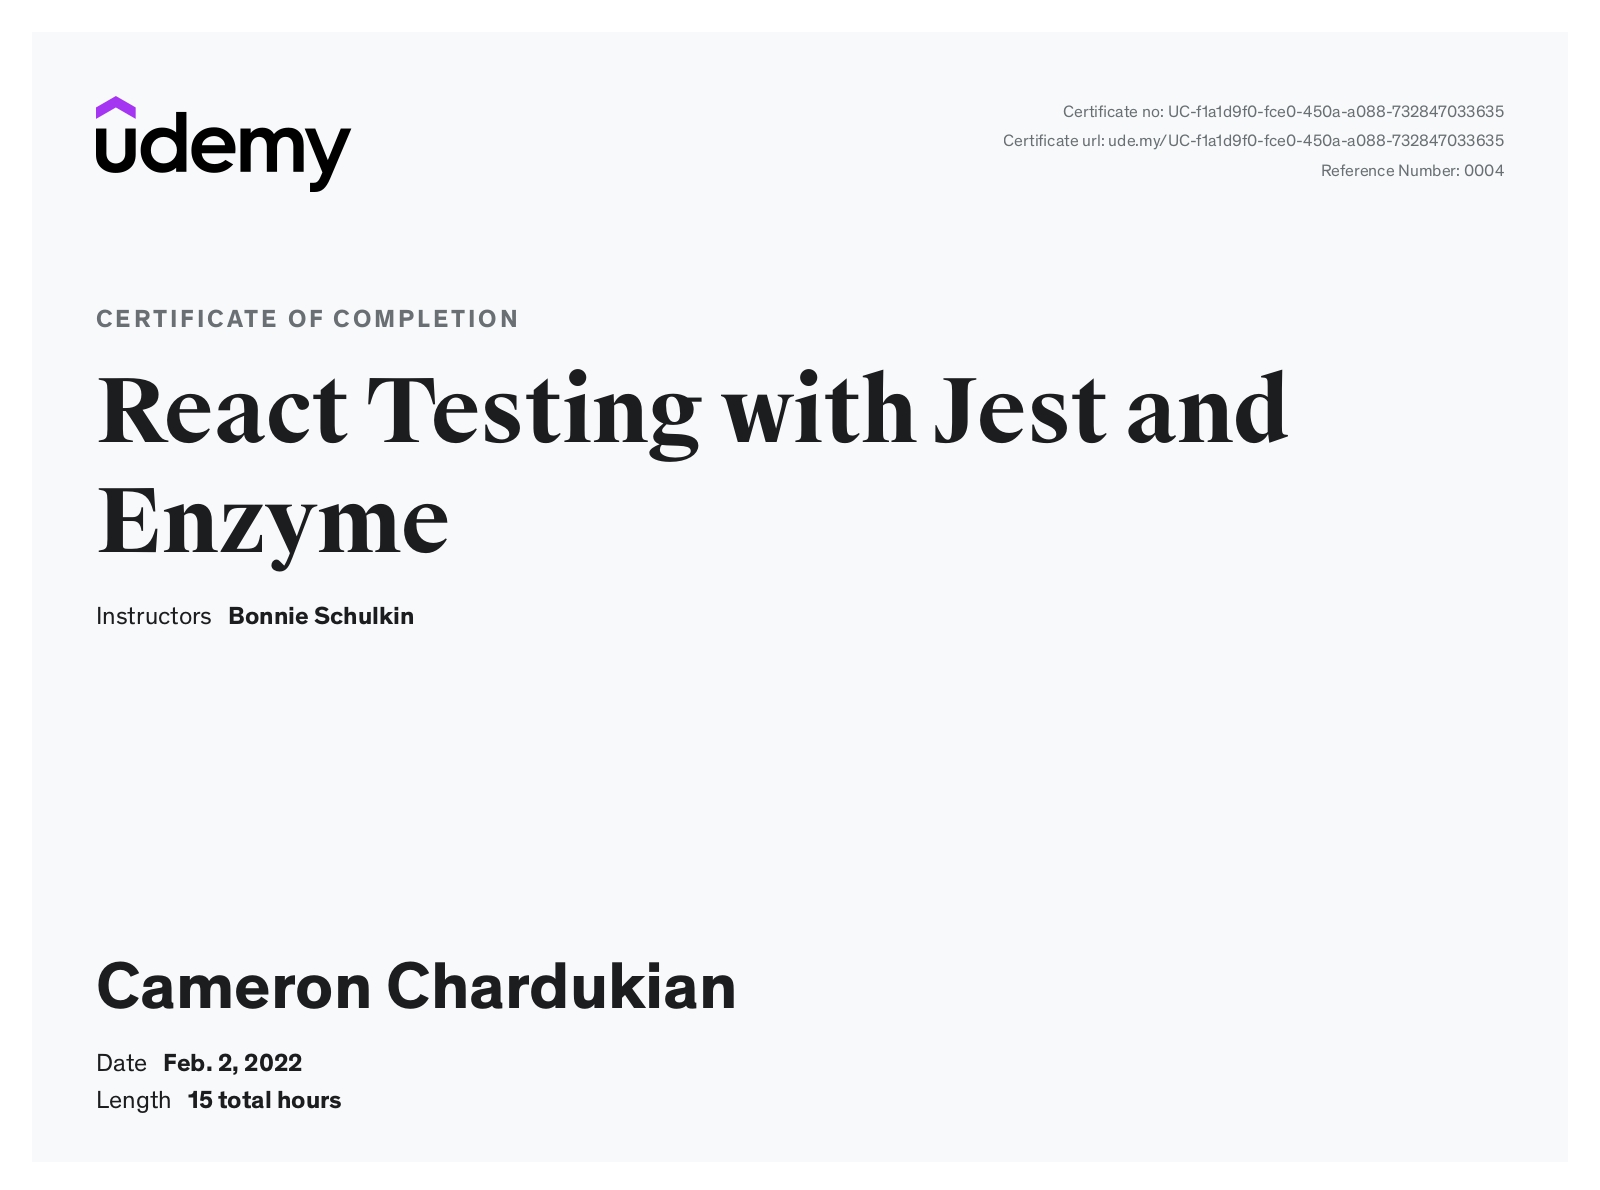 udemy
Certificate no: UC-f1a1d9f0-fce0-450a-a088-732847033635
Certificate url: ude.my/UC-f1a1d9f0-fce0-450a-a088-732847033635
Reference Number: 0004
CERTIFICATE OF COMPLETION
React Testing with Jest and
Enzyme
Instructors Bonnie Schulkin
Cameron Chardukian
Date Feb. 2, 2022
Length 15 total hours